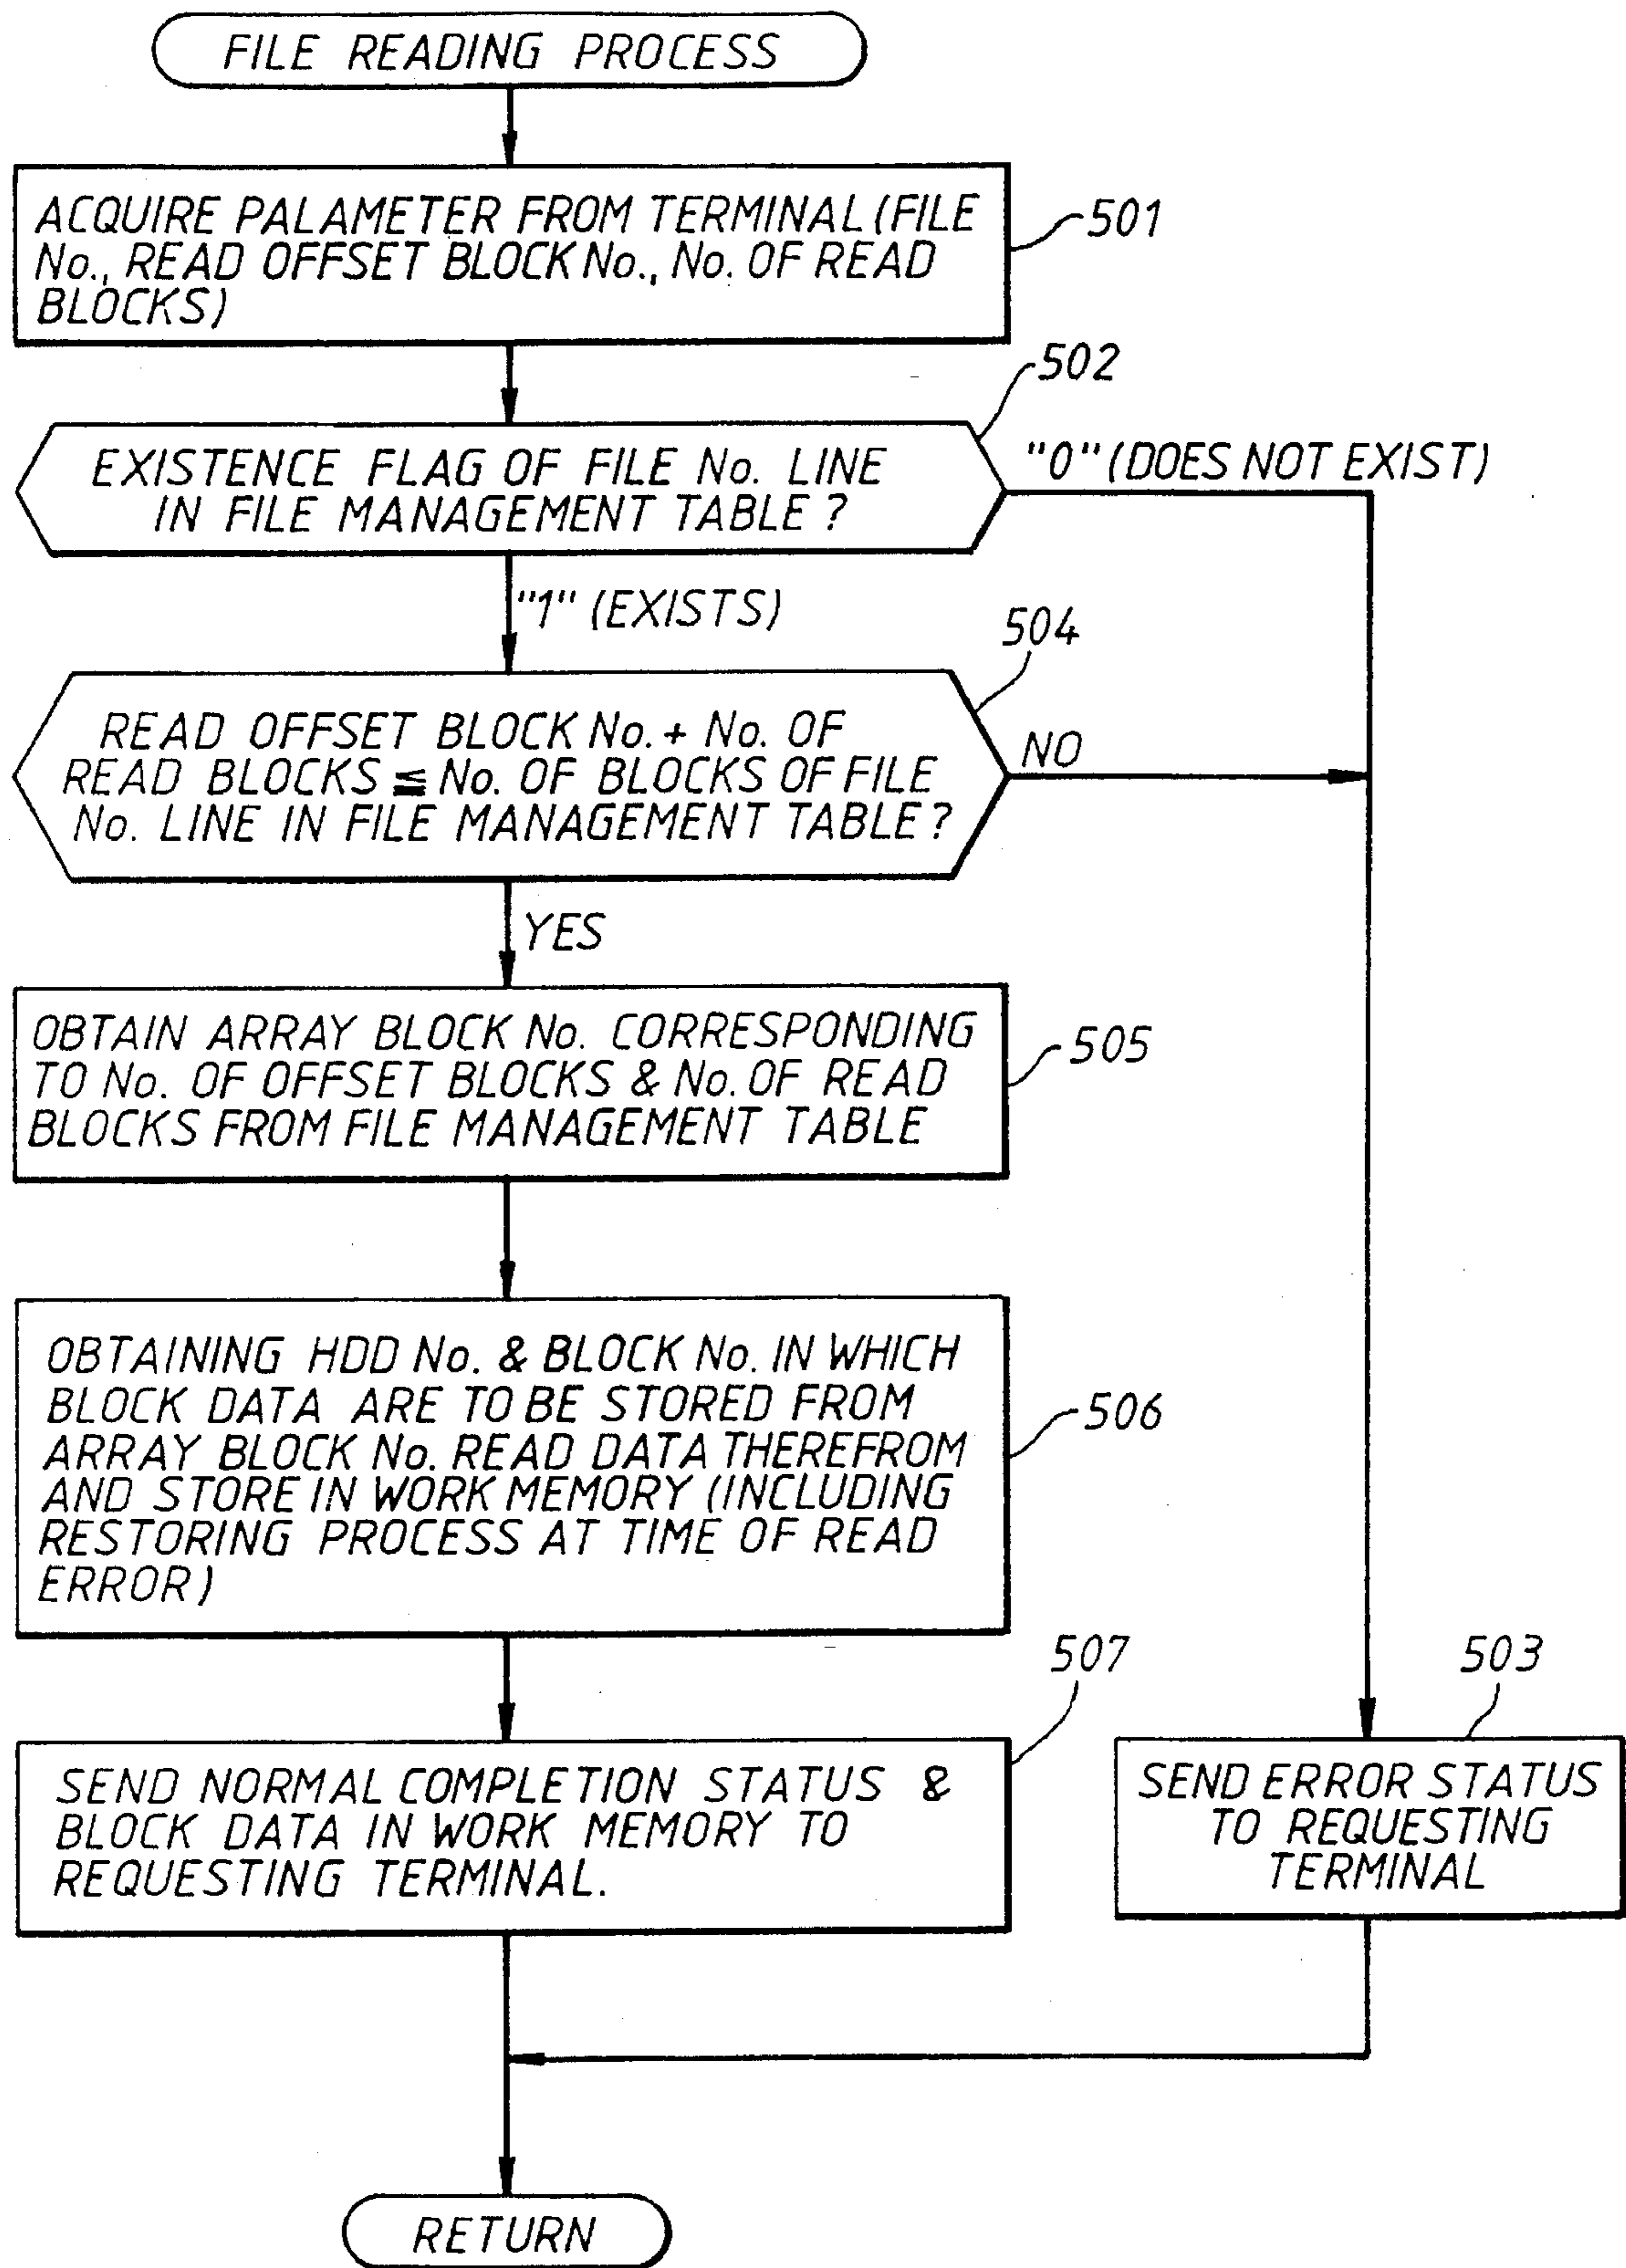 FILE READING PROCESS
ACQUIRE PALAMETER FROM TERMINAL (FILE
No., READ OFFSET BLOCK No., No. OF READ
BLOCKS)
501
502
EXISTENCE FLAG OF FILE No. LINE
IN FILE MANAGEMENT TABLE ?
"0" (DOES NOT EXIST)
"1" (EXISTS)
504
READ OFFSET BLOCK No. + No. OF
READ BLOCKS ≦ No. OF BLOCKS OF FILE
No. LINE IN FILE MANAGEMENT TABLE ?
NO
YES
OBTAIN ARRAY BLOCK No. CORRESPONDING
TO No. OF OFFSET BLOCKS & No. OF READ
BLOCKS FROM FILE MANAGEMENT TABLE
505
OBTAINING HDD No. & BLOCK No. IN WHICH
BLOCK DATA ARE TO BE STORED FROM
ARRAY BLOCK No. READ DATA THEREFROM
AND STORE IN WORK MEMORY (INCLUDING
RESTORING PROCESS AT TIME OF READ
ERROR)
506
507
SEND NORMAL COMPLETION STATUS &
BLOCK DATA IN WORK MEMORY TO
REQUESTING TERMINAL.
503
SEND ERROR STATUS
TO REQUESTING
TERMINAL
RETURN